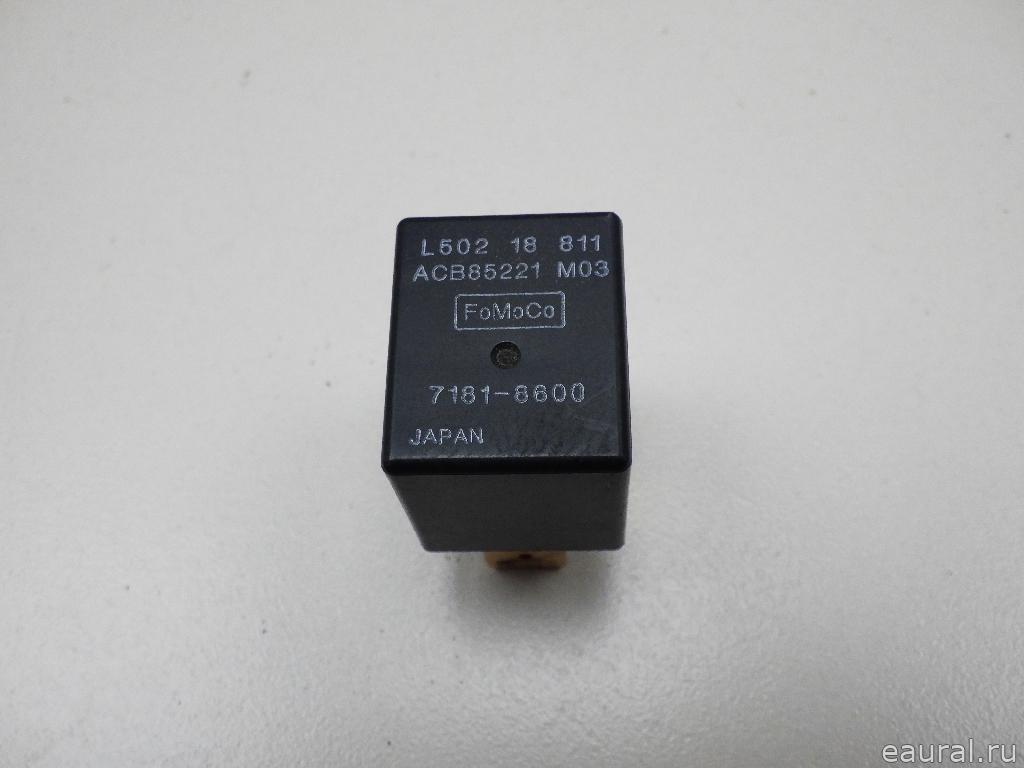 L502 18 811
ACB85221 M03
FoMoCo
7181-8600
JAPAN
eaural.ru